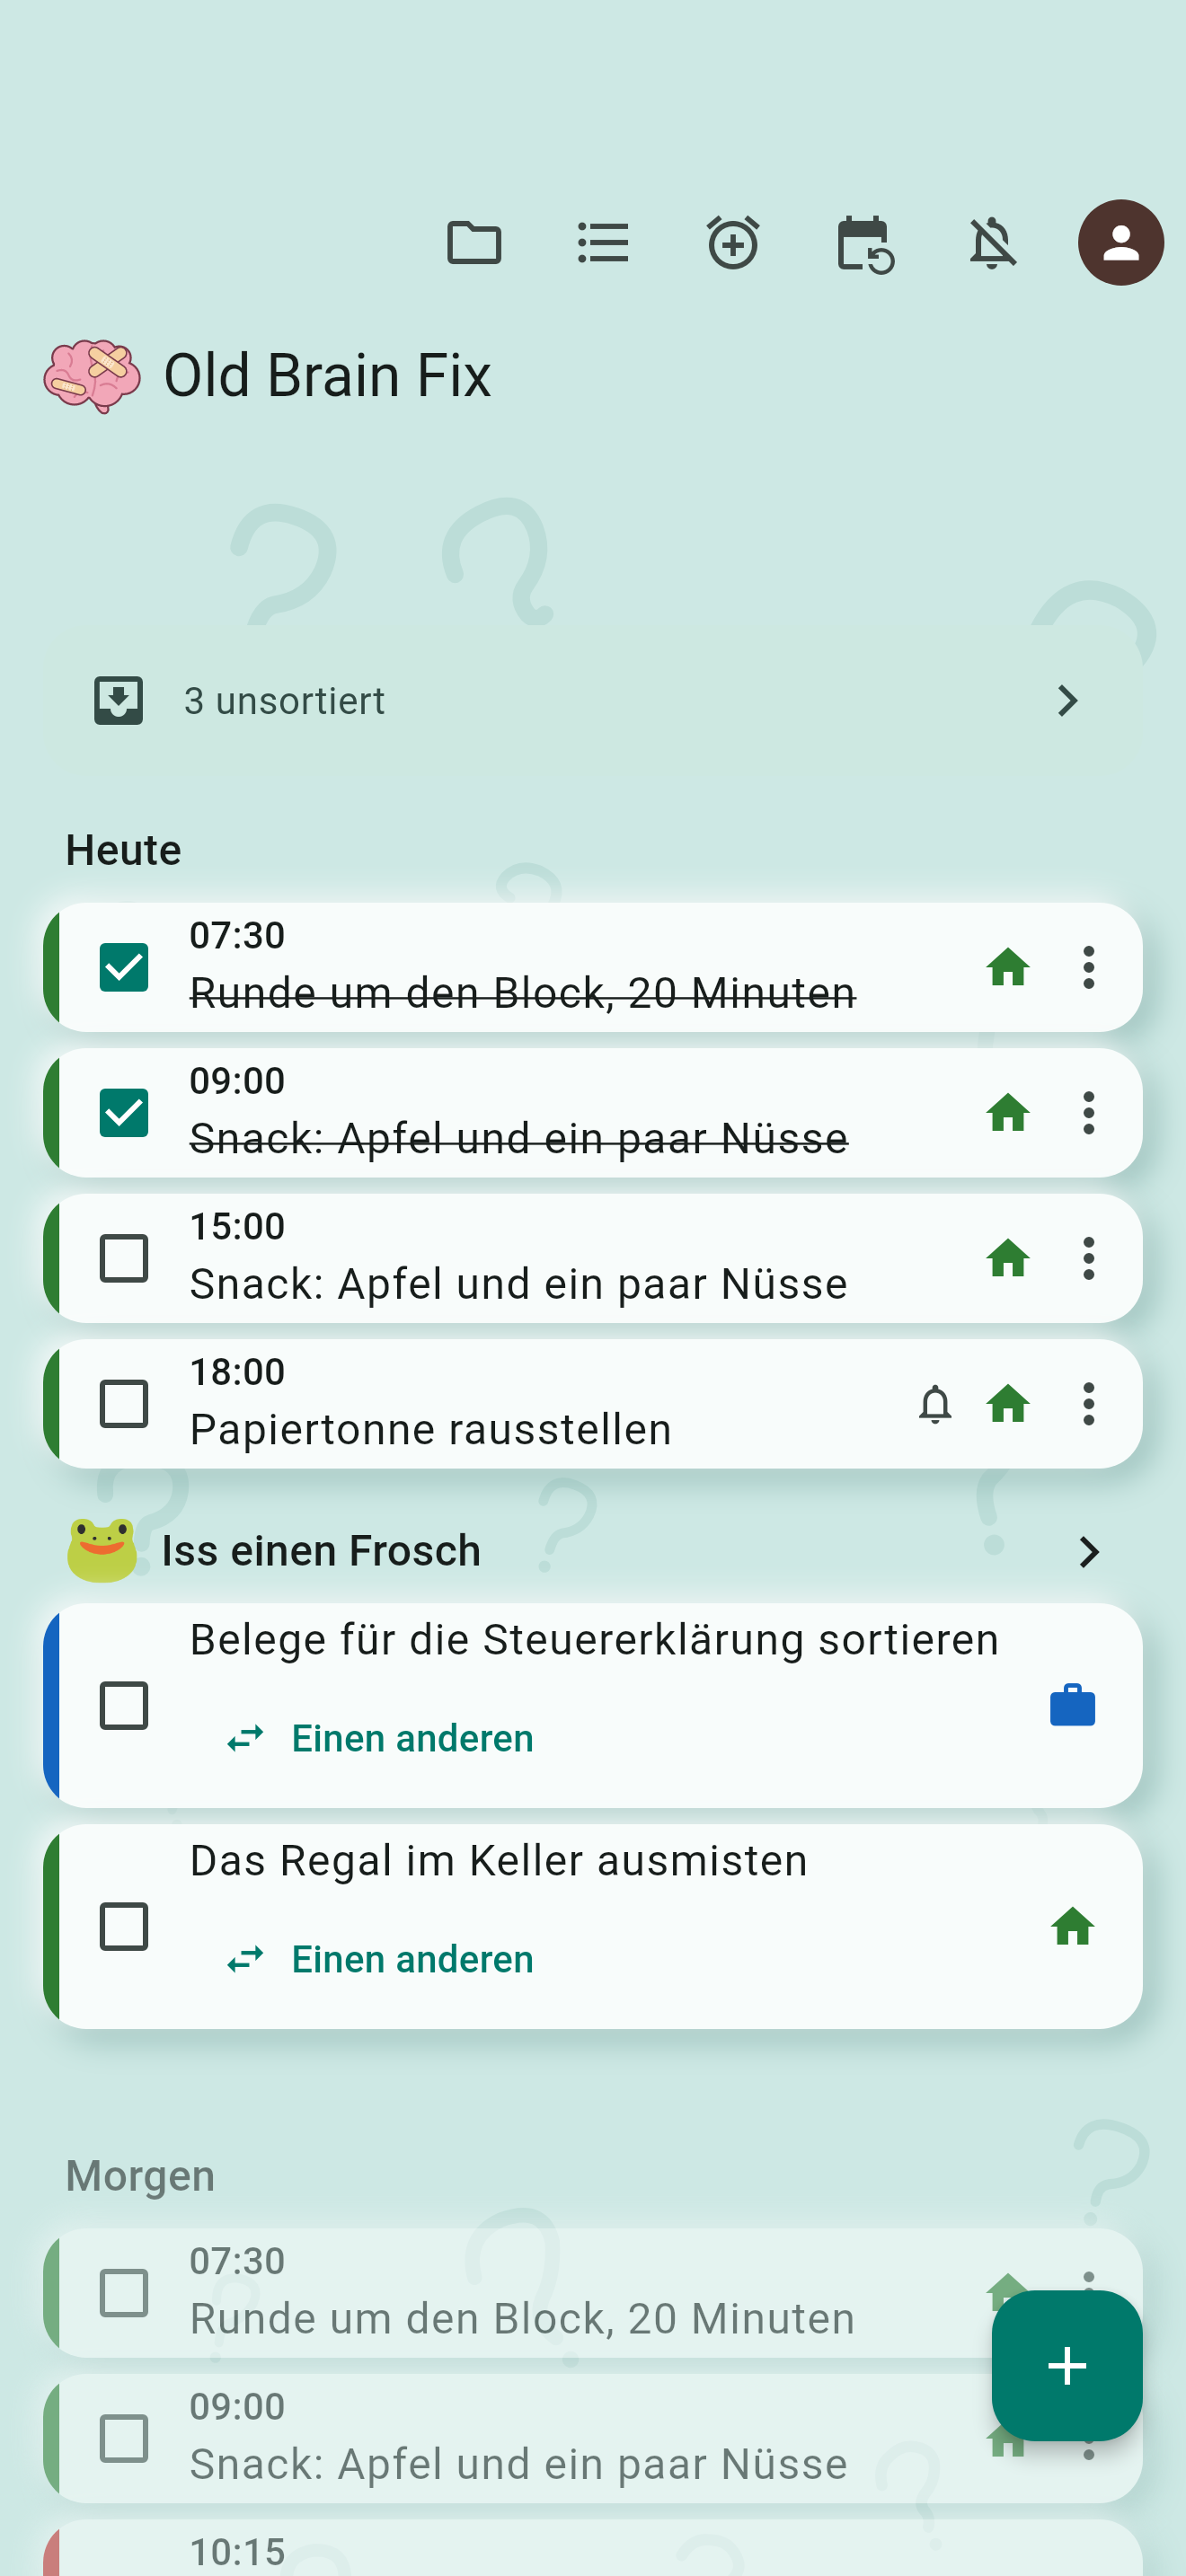 Old Brain Fix
3 unsortiert
Heute
07:30
Runde um den Block, 20 Minuten
09:00
Snack: Apfel und ein paar Nüsse
15:00
Snack: Apfel und ein paar Nüsse
18:00
Papiertonne rausstellen
Iss einen Frosch
Belege für die Steuererklärung sortieren
Einen anderen
Das Regal im Keller ausmisten
Einen anderen
Morgen
07:30
Runde um den Block, 20 Minuten
09:00
Snack: Apfel und ein paar Nüsse
10:15